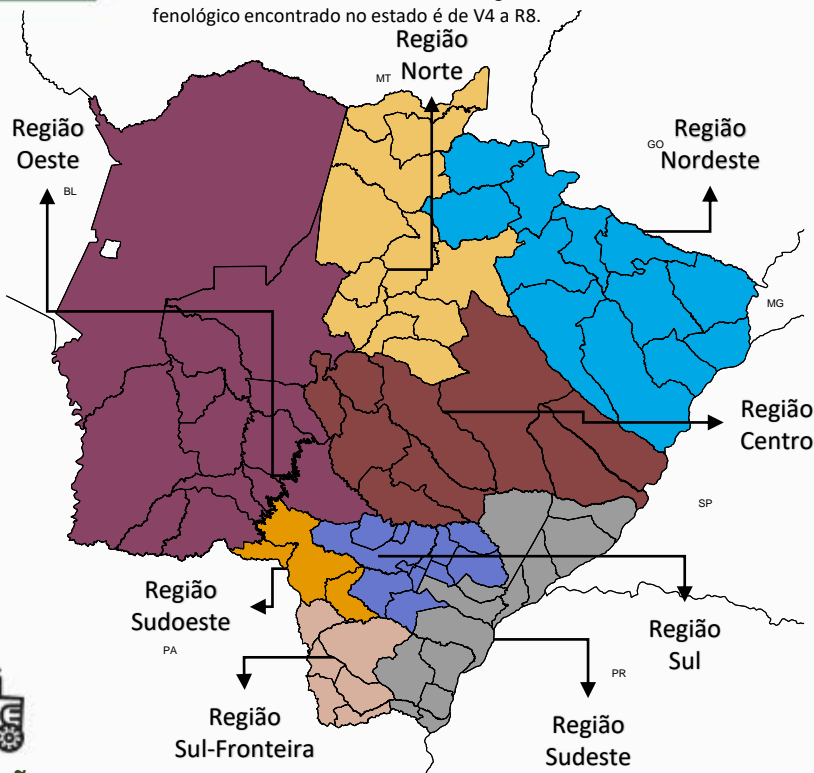 fenológico encontrado no estado é de V4 a R8.
Região
Norte
MT
Região
Oeste
BL
Região
Nordeste
GO
MG
Região
Centro
SP
Região
Sudoeste
PA
Região
Sul
PR
Região
Sul-Fronteira
Região
Sudeste